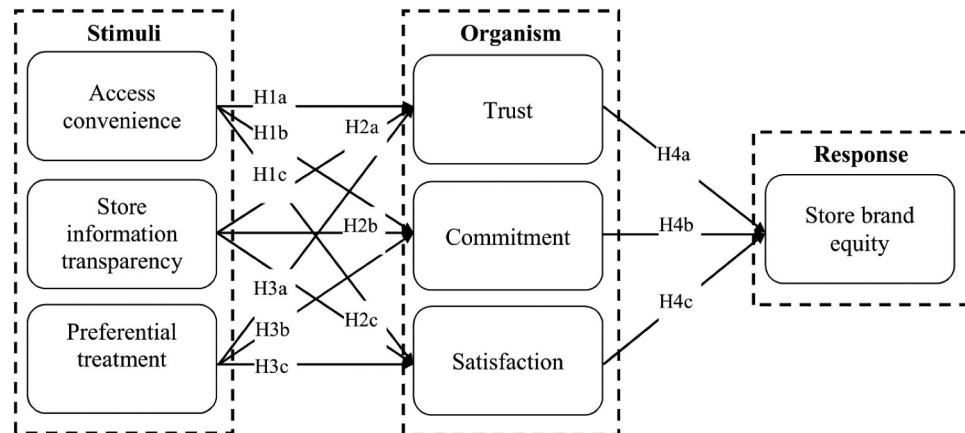 Stimuli
Access
convenience
Store
information
transparency
Preferential
treatment
H1a
H1b
H1c
H2a
H2b
H3a
H2c
H3b
H3c
Organism
Trust
Commitment
Satisfaction
H4a
H4b
H4c
Response
Store brand
equity